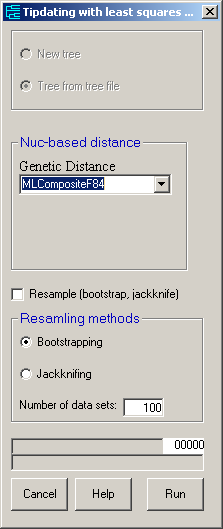 Tipdating with least squares ...
New tree
Tree from tree file
Nuc-based distance
Genetic Distance
MLCompositeF84
Resample (bootstrap, jackknife)
Resamling methods
Bootstrapping
Jackknifing
Number of data sets: 100
00000
Cancel Help Run